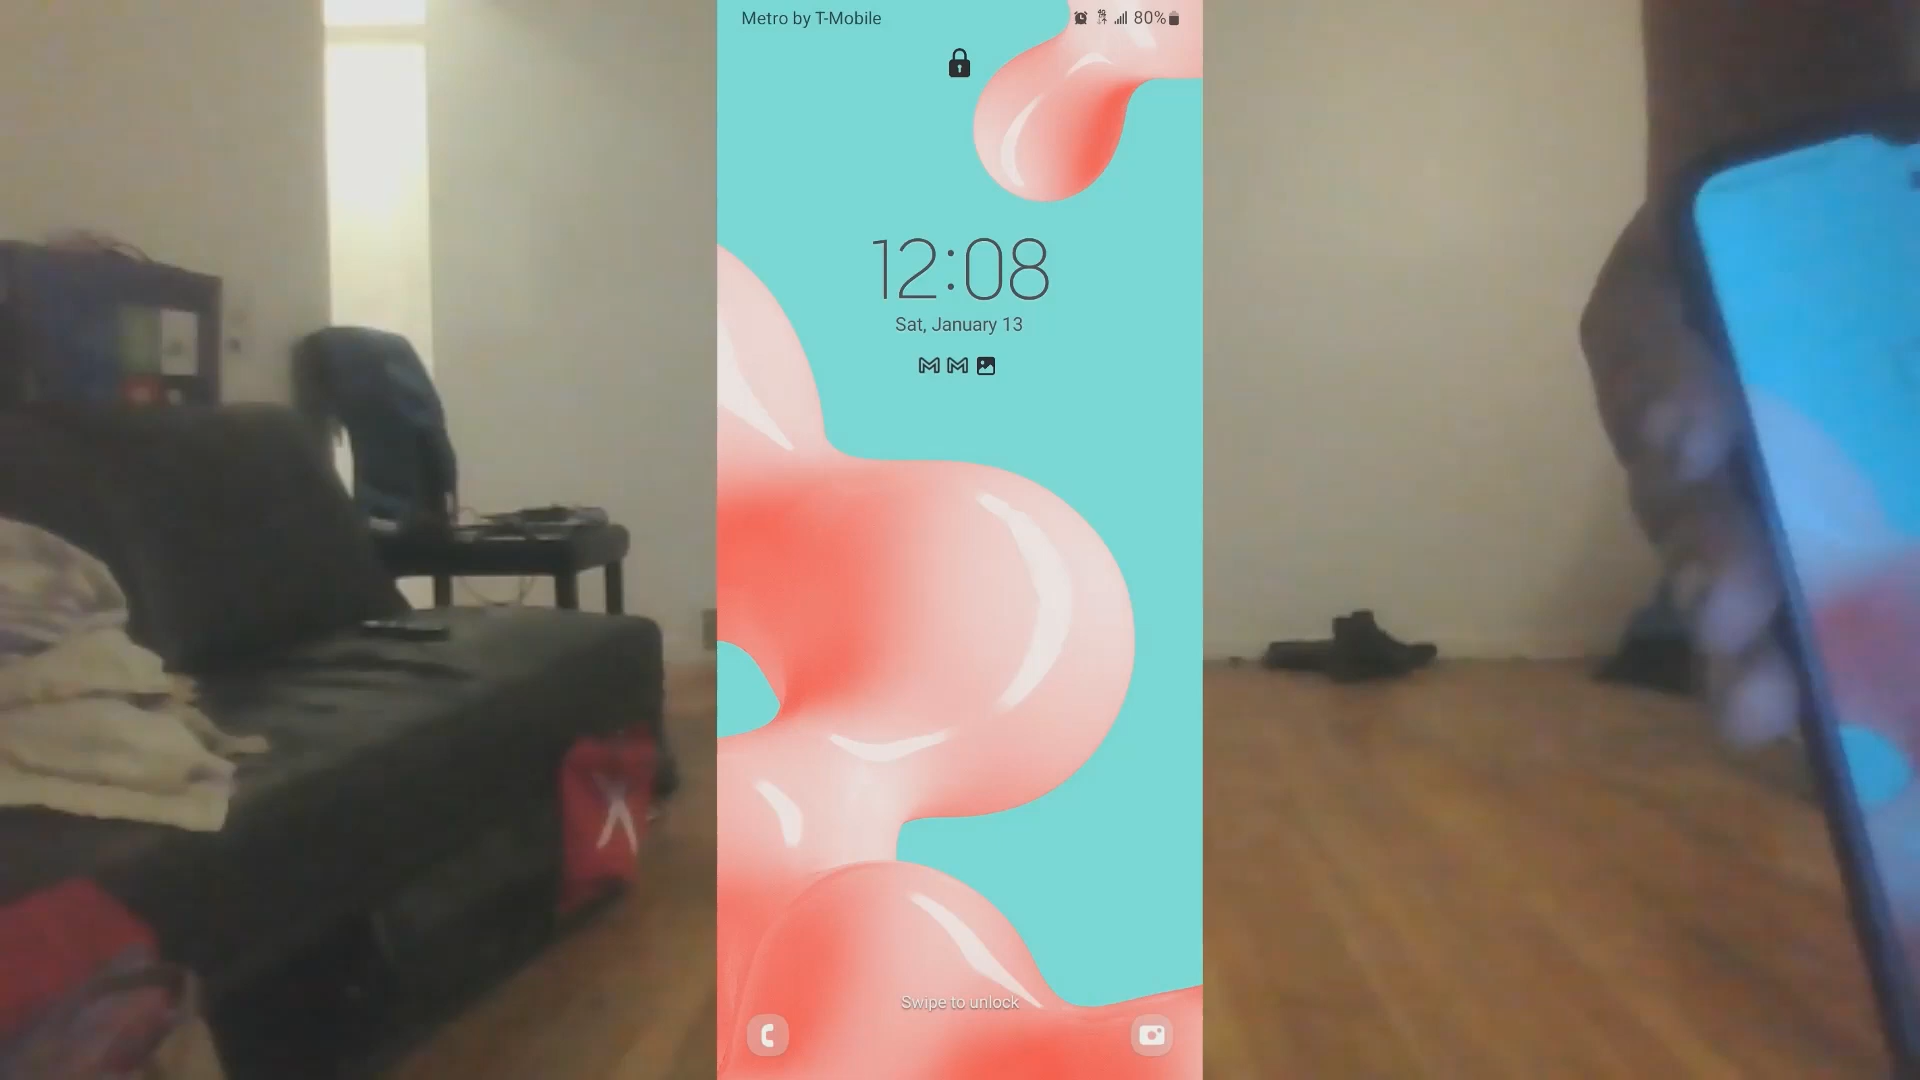 Metro by T-Mobile
80%
12:08
Sat, January 13
Swipe to unlock
X